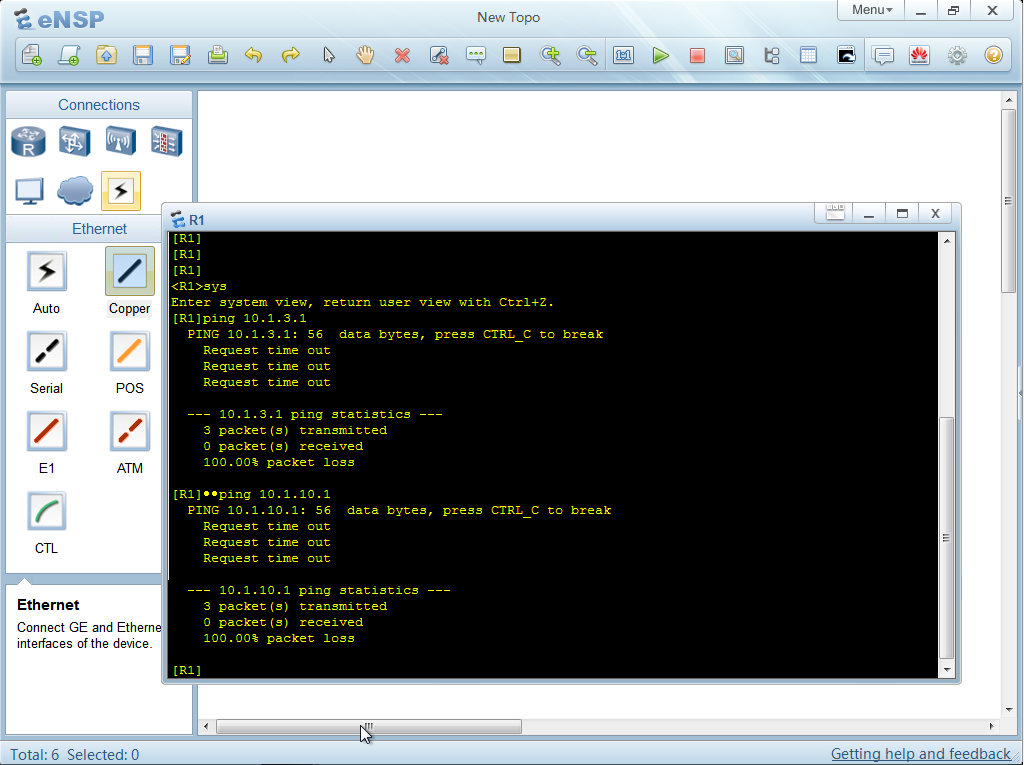 eNSP
New Topo
Menu
Connections
R
Ethernet
Auto
Copper
Serial
POS
E1
ATM
CTL
Ethernet
Connect GE and Etherne
interfaces of the device.
R1
[R1]
[R1]
[R1]
<R1>sys
Enter system view, return user view with Ctrl+Z.
[R1]ping 10.1.3.1
PING 10.1.3.1: 56  data bytes, press CTRL_C to break
Request time out
Request time out
Request time out
--- 10.1.3.1 ping statistics ---
3 packet(s) transmitted
0 packet(s) received
100.00% packet loss
[R1]••ping 10.1.10.1
PING 10.1.10.1: 56  data bytes, press CTRL_C to break
Request time out
Request time out
Request time out
--- 10.1.10.1 ping statistics ---
3 packet(s) transmitted
0 packet(s) received
100.00% packet loss
[R1]
Total: 6  Selected: 0
Getting help and feedback